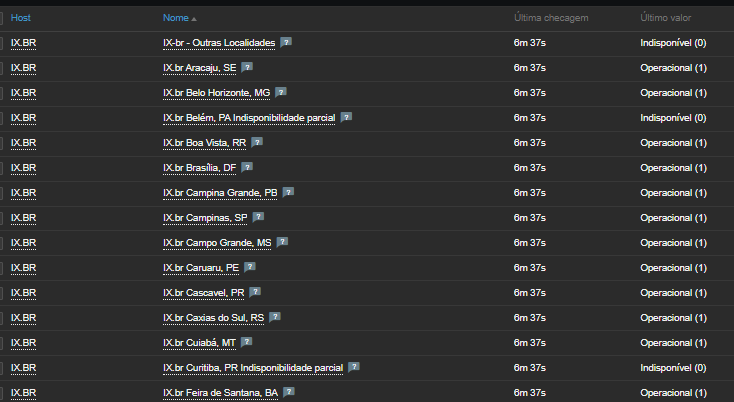 Host Nome Última checagem Último valor
IX.BR IX-br - Outras Localidades ? 6m 37s Indisponível (0)
IX.BR IX.br Aracaju, SE ? 6m 37s Operacional (1)
IX.BR IX.br Belo Horizonte, MG ? 6m 37s Operacional (1)
IX.BR IX.br Belém, PA Indisponibilidade parcial ? 6m 37s Indisponível (0)
IX.BR IX.br Boa Vista, RR ? 6m 37s Operacional (1)
IX.BR IX.br Brasília, DF ? 6m 37s Operacional (1)
IX.BR IX.br Campina Grande, PB ? 6m 37s Operacional (1)
IX.BR IX.br Campinas, SP ? 6m 37s Operacional (1)
IX.BR IX.br Campo Grande, MS ? 6m 37s Operacional (1)
IX.BR IX.br Caruaru, PE ? 6m 37s Operacional (1)
IX.BR IX.br Cascavel, PR ? 6m 37s Operacional (1)
IX.BR IX.br Caxias do Sul, RS ? 6m 37s Operacional (1)
IX.BR IX.br Cuiabá, MT ? 6m 37s Operacional (1)
IX.BR IX.br Curitiba, PR Indisponibilidade parcial ? 6m 37s Indisponível (0)
IX.BR IX.br Feira de Santana, BA ? 6m 37s Operacional (1)